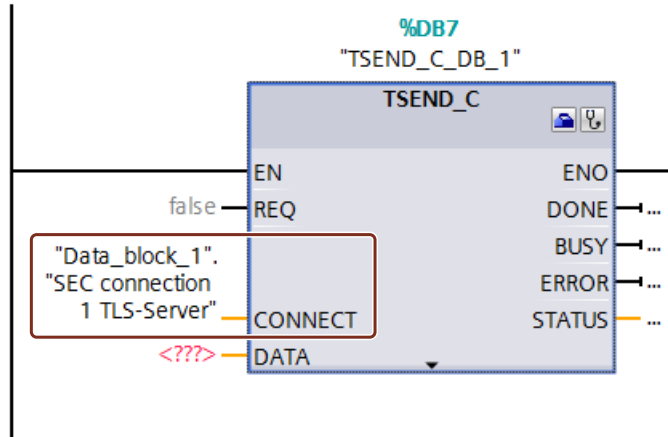 %DB7
"TSEND_C_DB_1"
TSEND_C
EN
ENO
false
REQ
DONE
...
"Data_block_1".
"SEC connection
1 TLS-Server"
CONNECT
BUSY
...
ERROR
...
STATUS
...
<???>
DATA